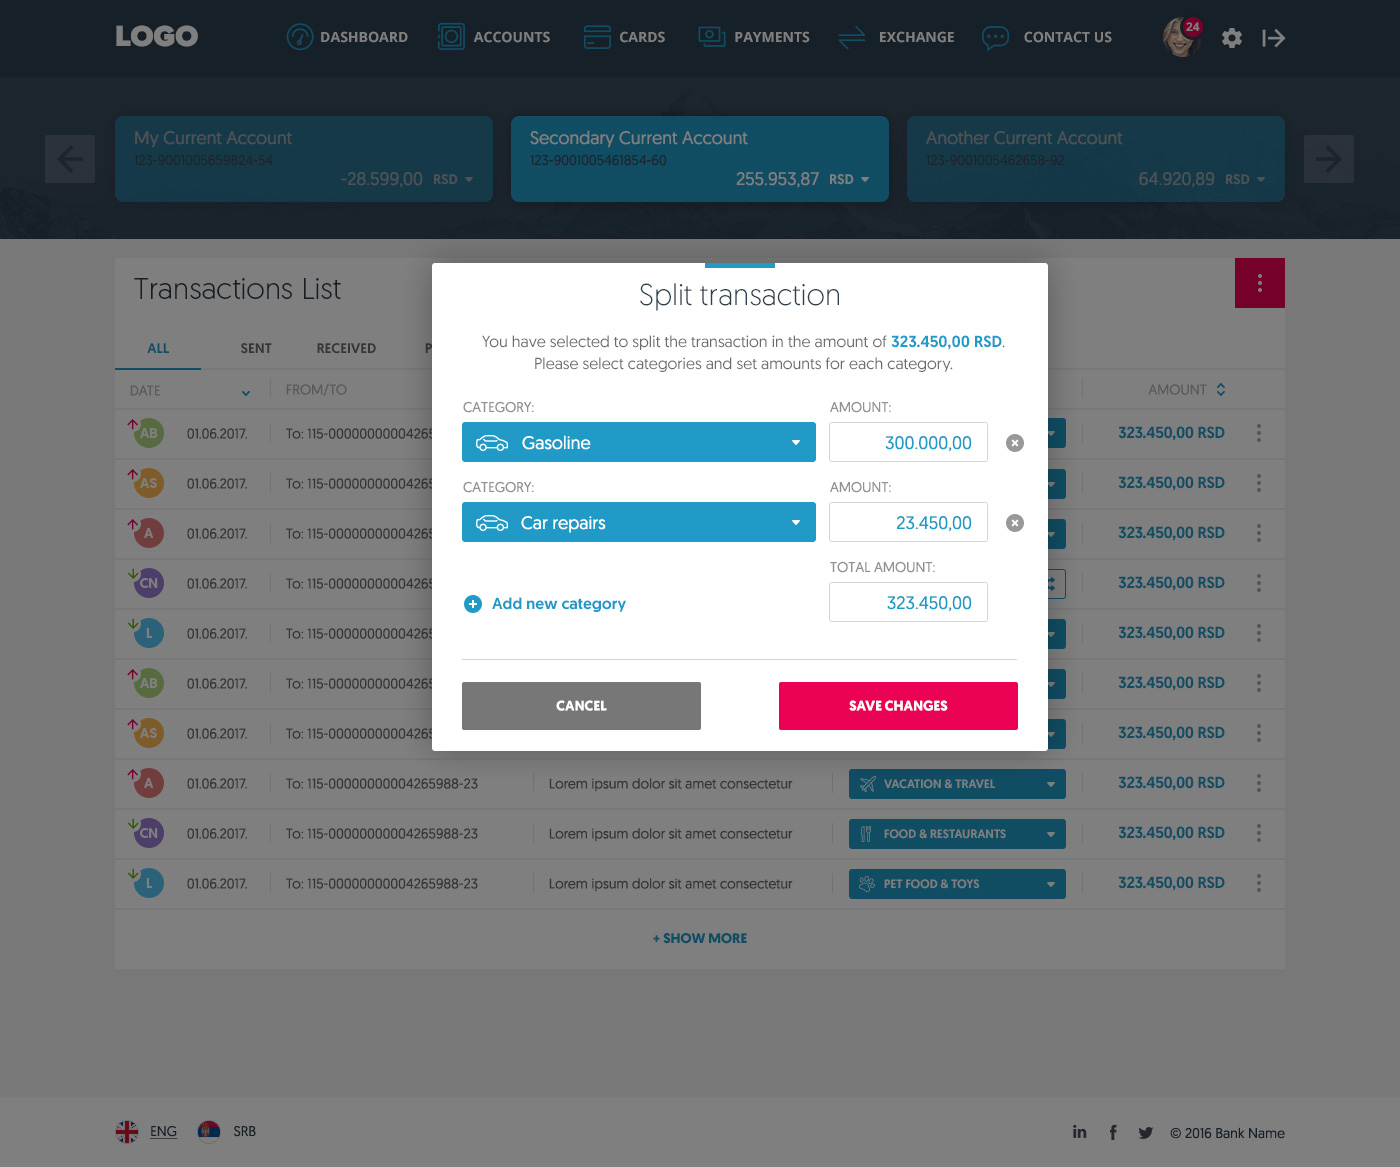 LOGO
DASHBOARD
ACCOUNTS
CARDS
PAYMENTS
EXCHANGE
CONTACT US
24
My Current Account
123-9001005659824-54
-28.599,00 RSD
Secondary Current Account
123-9001005461854-60
255.953,87 RSD
Another Current Account
123-9001005462658-92
64.920,89 RSD
Transactions List
ALL
SENT
RECEIVED
DATE
FROM/TO
AMOUNT
Split transaction
You have selected to split the transaction in the amount of 323.450,00 RSD.
Please select categories and set amounts for each category.
CATEGORY:
AMOUNT:
Gasoline
300.000,00
CATEGORY:
AMOUNT:
Car repairs
23.450,00
TOTAL AMOUNT:
Add new category
323.450,00
CANCEL
SAVE CHANGES
AB 01.06.2017. To: 115-00000000004265 323.450,00 RSD
AS 01.06.2017. To: 115-00000000004265 323.450,00 RSD
A 01.06.2017. To: 115-00000000004265 323.450,00 RSD
CN 01.06.2017. To: 115-00000000004265 323.450,00 RSD
L 01.06.2017. To: 115-00000000004265 323.450,00 RSD
AB 01.06.2017. To: 115-00000000004265 323.450,00 RSD
AS 01.06.2017. To: 115-00000000004265 323.450,00 RSD
A 01.06.2017. To: 115-00000000004265988-23 Lorem ipsum dolor sit amet consectetur VACATION & TRAVEL 323.450,00 RSD
CN 01.06.2017. To: 115-00000000004265988-23 Lorem ipsum dolor sit amet consectetur FOOD & RESTAURANTS 323.450,00 RSD
L 01.06.2017. To: 115-00000000004265988-23 Lorem ipsum dolor sit amet consectetur PET FOOD & TOYS 323.450,00 RSD
+ SHOW MORE
ENG
SRB
© 2016 Bank Name